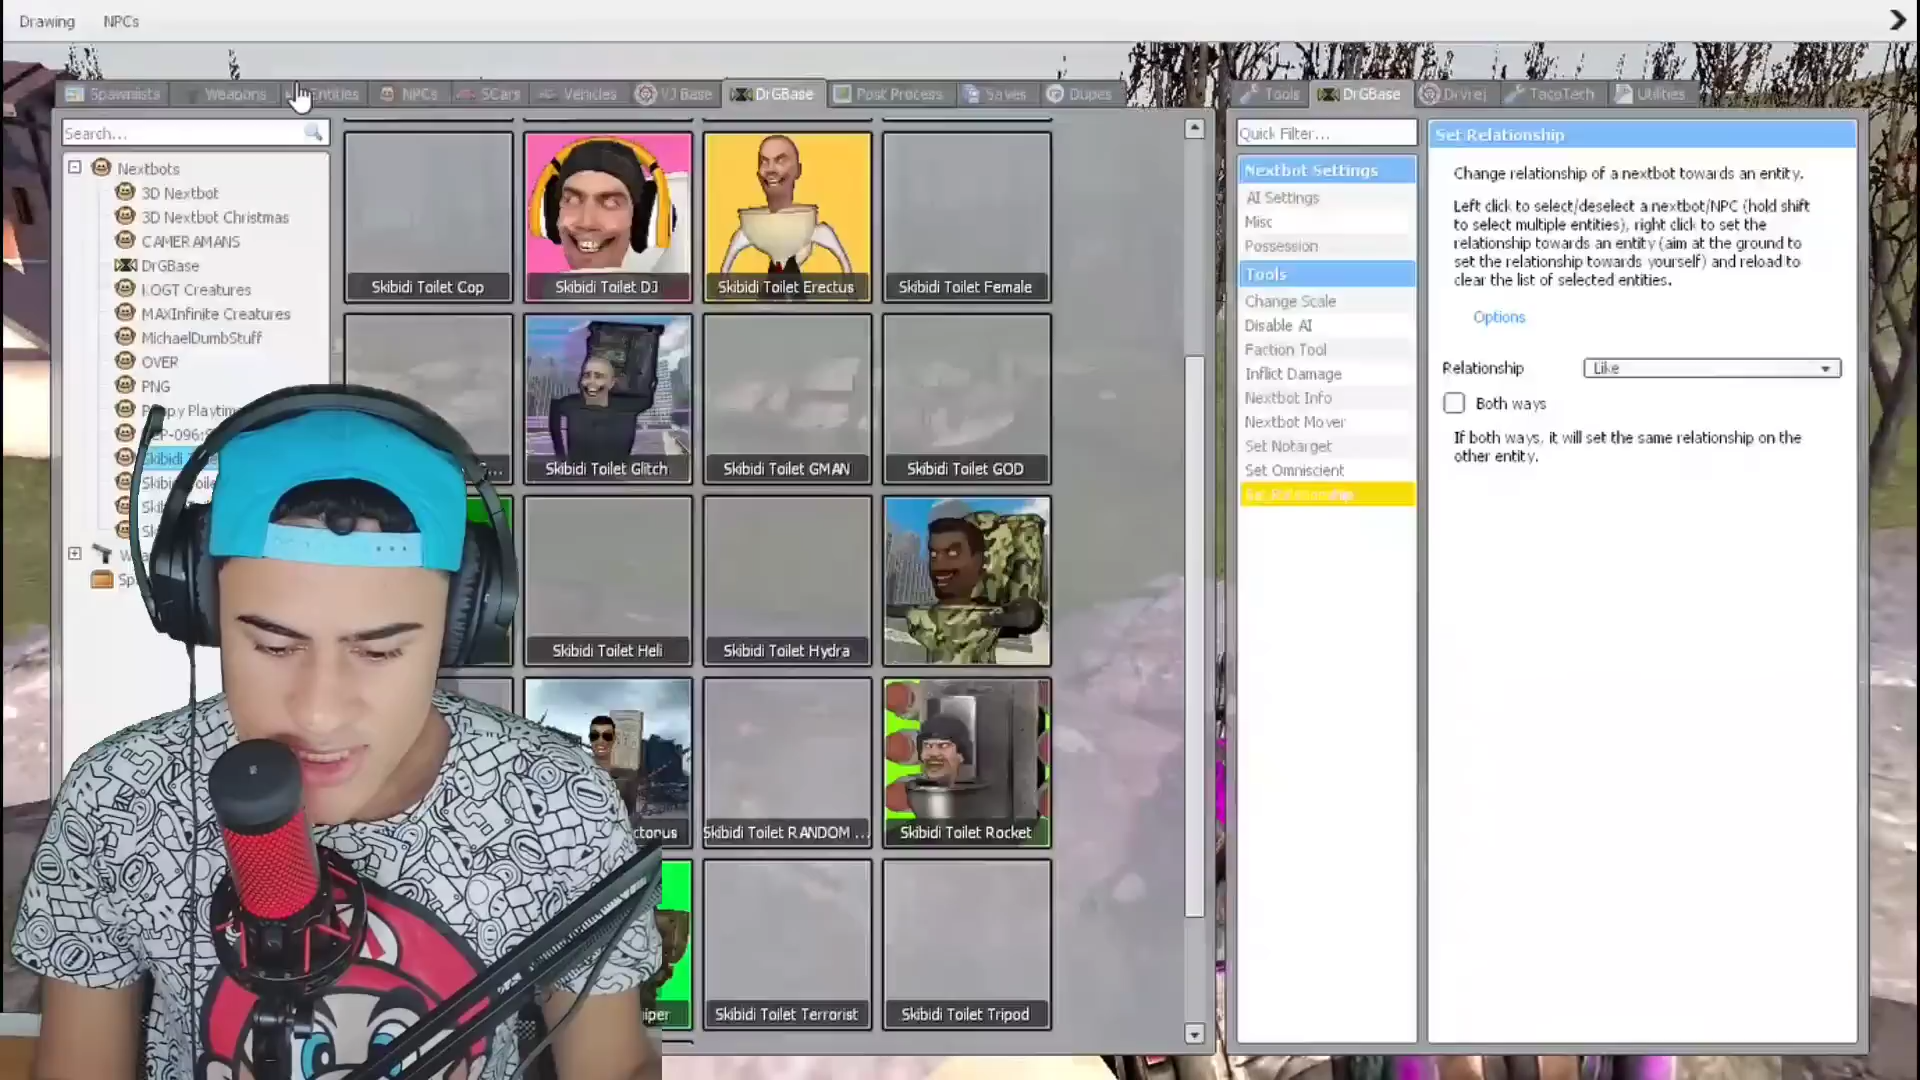 Drawing NPCs
Spawnlists Weapons Entities NPCs SCars Vehicles VJ Base DrGBase Post Process Saves Dupes
Search...
Nextbots
3D Nextbot
3D Nextbot Christmas
CAMERAMANS
DrGBase
I.OGT Creatures
MAXInfinite Creatures
MichaelDumbStuff
OVER
PNG
Skibidi
Skibidi
Skibidi Toilet Cop
Skibidi Toilet DJ
Skibidi Toilet Erectus
Skibidi Toilet Female
Skibidi Toilet Glitch
Skibidi Toilet GMAN
Skibidi Toilet GOD
Skibidi Toilet Heli
Skibidi Toilet Hydra
Skibidi Toilet RANDOM ...
Skibidi Toilet Rocket
Skibidi Toilet Terrorist
Skibidi Toilet Tripod
Tools DrGBase Drvrej TacoTech Utilities
Quick Filter...
Nextbot Settings
AI Settings
Misc
Possession
Tools
Change Scale
Disable AI
Faction Tool
Inflict Damage
Nextbot Info
Nextbot Mover
Set Notarget
Set Omniscient
Set Relationship
Set Relationship
Change relationship of a nextbot towards an entity.
Left click to select/deselect a nextbot/NPC (hold shift
to select multiple entities), right click to set the
relationship towards an entity (aim at the ground to
set the relationship towards yourself) and reload to
clear the list of selected entities.
Options
Relationship Like
Both ways
If both ways, it will set the same relationship on the
other entity.